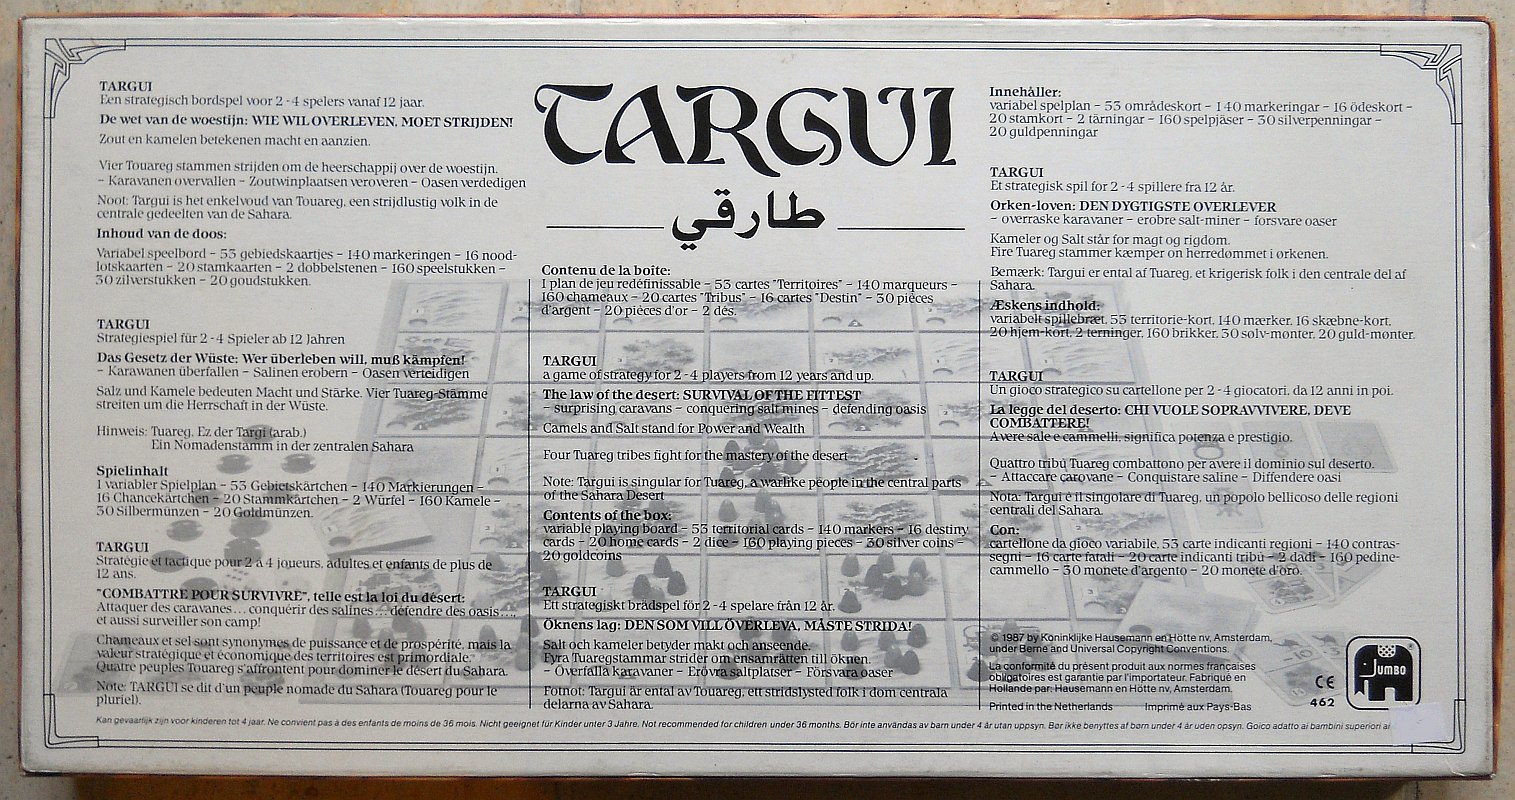 TARGUI
Een strategisch bordspel voor 2 - 4 spelers vanaf 12 jaar.
De wet van de woestijn: WIE WIL OVERLEVEN, MOET STRIJDEN!
Zout en kamelen betekenen macht en aanzien.
Vier Touareg stammen strijden om de heerschappij over de woestijn.
– Karavanen overvallen – Zoutwinplaatsen veroveren – Oasen verdedigen
Noot: Targui is het enkelvoud van Touareg, een strijdlustig volk in de
centrale gedeelten van de Sahara.
Inhoud van de doos:
Variabel speelbord – 53 gebiedskaartjes – 140 markeringen – 16 nood-
lotskaarten – 20 stamkaarten – 2 dobbelstenen – 160 speelstukken –
30 zilverstukken – 20 goudstukken.
TARGUI
Strategiespiel für 2 - 4 Spieler ab 12 Jahren
Das Gesetz der Wüste: Wer überleben will, muß kämpfen!
– Karawanen überfallen – Salinen erobern – Oasen verteidigen
Salz und Kamele bedeuten Macht und Stärke. Vier Tuareg-Stämme
streiten um die Herrschaft in der Wüste.
Hinweis: Tuareg, Ez der Targi (arab.)
Ein Nomadenstamm in der zentralen Sahara
Spielinhalt
1 variabler Spielplan – 53 Gebietskärtchen – 140 Markierungen –
16 Chancekärtchen – 20 Stammkärtchen – 2 Würfel – 160 Kamele –
30 Silbermünzen – 20 Goldmünzen.
TARGUI
Stratégie et tactique pour 2 à 4 joueurs, adultes et enfants de plus de
12 ans.
"COMBATTRE POUR SURVIVRE", telle est la loi du désert:
Attaquer des caravanes... conquérir des salines... défendre des oasis...,
et aussi surveiller son camp!
Chameaux et sel sont synonymes de puissance et de prospérité, mais la
valeur stratégique et économique des territoires est primordiale.
Quatre peuples Touareg s'affrontent pour dominer le désert du Sahara.
Note: TARGUI se dit d'un peuple nomade du Sahara (Touareg pour le
pluriel).
TARGUI
طارقي
Contenu de la boîte:
1 plan de jeu redéfinissable – 53 cartes "Territoires" – 140 marqueurs –
160 chameaux – 20 cartes "Tribus" – 16 cartes "Destin" – 30 pièces
d'argent – 20 pièces d'or – 2 dés.
TARGUI
a game of strategy for 2 - 4 players from 12 years and up.
The law of the desert: SURVIVAL OF THE FITTEST
– surprising caravans – conquering salt mines – defending oasis
Camels and Salt stand for Power and Wealth
Four Tuareg tribes fight for the mastery of the desert
Note: Targui is singular for Tuareg, a warlike people in the central parts
of the Sahara Desert
Contents of the box:
variable playing board – 53 territorial cards – 140 markers – 16 destiny
cards – 20 home cards – 2 dice – 160 playing pieces – 30 silver coins –
20 goldcoins
TARGUI
Ett strategiskt brädspel för 2 - 4 spelare från 12 år.
Öknens lag: DEN SOM VILL ÖVERLEVA, MÅSTE STRIDA!
Salt och kameler betyder makt och anseende.
Fyra Tuaregstammar strider om ensamrätten till öknen.
– Överfalla karavaner – Erövra saltplatser – Försvara oaser
Fotnot: Targui är ental av Touareg, ett stridslysted folk i dom centrala
delarna av Sahara.
Innehåller:
variabel spelplan – 53 områdeskort – 140 markeringar – 16 ödeskort –
20 stamkort – 2 tärningar – 160 spelpjäser – 30 silverpenningar –
20 guldpenningar
TARGUI
Et strategisk spil for 2 - 4 spillere fra 12 år.
Orken-loven: DEN DYGTIGSTE OVERLEVER
– overraske karavaner – erobre salt-miner – forsvare oaser
Kameler og Salt står for magt og rigdom.
Fire Tuareg stammer kæmper on herredømmet i ørkenen.
Bemærk: Targui er ental af Tuareg, et krigerisk folk i den centrale del af
Sahara.
Æskens indhold:
variabelt spillebræt, 53 territorie-kort, 140 mærker, 16 skæbne-kort,
20 hjem-kort, 2 terninger, 160 brikker, 30 sølv-mønter, 20 guld-mønter.
TARGUI
Un gioco strategico su cartellone per 2 - 4 giocatori, da 12 anni in poi.
La legge del deserto: CHI VUOLE SOPRAVVIVERE, DEVE
COMBATTERE!
Avere sale e cammelli, significa potenza e prestigio.
Quattro tribù Tuareg combattono per avere il dominio sul deserto.
– Attaccare carovane – Conquistare saline – Diffendere oasi
Nota: Targui è il singolare di Tuareg, un popolo bellicoso delle regioni
centrali del Sahara.
Con:
cartellone da gioco variabile, 53 carte indicanti regioni – 140 contras-
segni – 16 carte fatali – 20 carte indicanti tribù – 2 dadi – 160 pedine-
cammello – 30 monete d'argento – 20 monete d'oro.
© 1987 by Koninklijke Hausemann en Hötte nv, Amsterdam,
under Berne and Universal Copyright Conventions.
La conformité du présent produit aux normes françaises
obligatoires est garantie par l'importateur. Fabriqué en
Hollande par: Hausemann en Hötte nv, Amsterdam.
Printed in the Netherlands Imprimé aux Pays-Bas
CE
462
JUMBO
Kan gevaarlijk zijn voor kinderen tot 4 jaar. Ne convient pas à des enfants de moins de 36 mois. Nicht geeignet für Kinder unter 3 Jahre. Not recommended for children under 36 months. Bör inte användas av barn under 4 år utan uppsyn. Bør ikke benyttes af børn under 4 år uden opsyn. Goico adatto ai bambini superiori ai